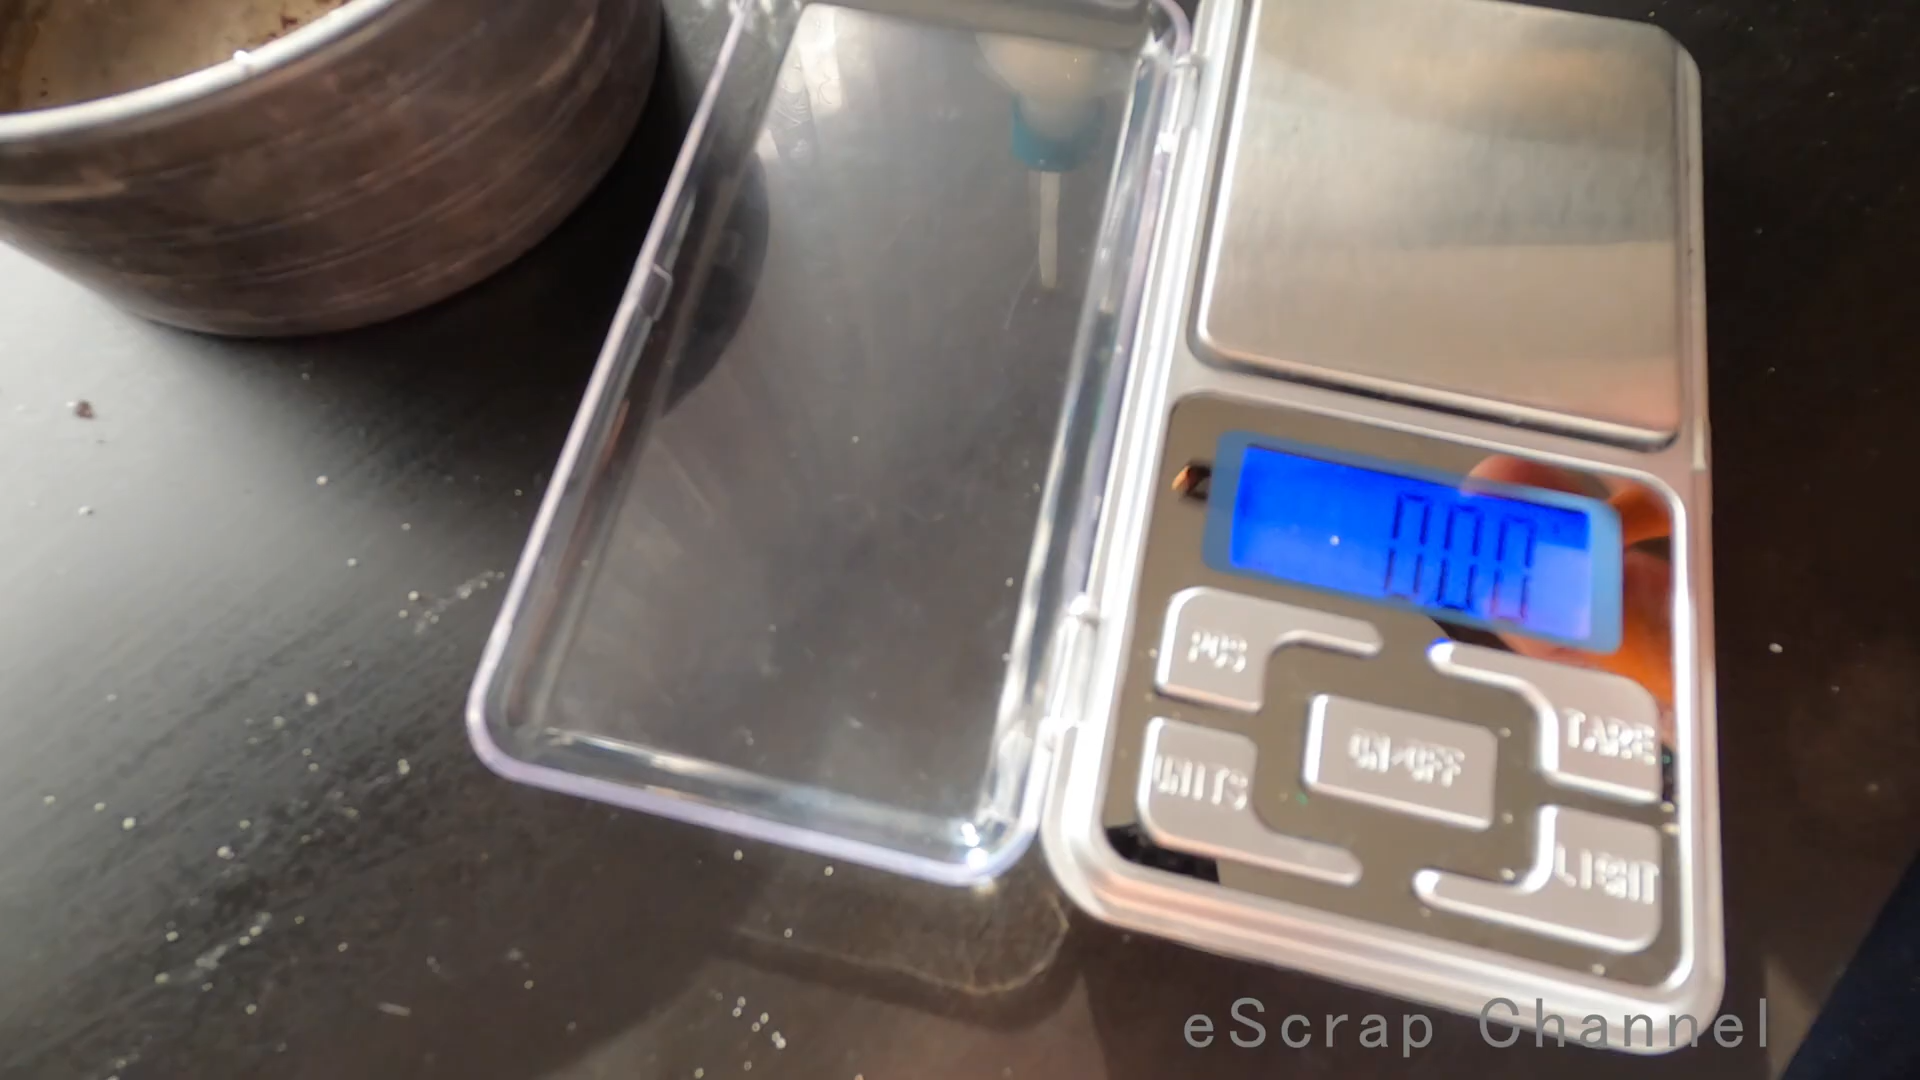 0.00
PCS
TARE
ON/OFF
UNITS
LIGHT
eScrap Channel